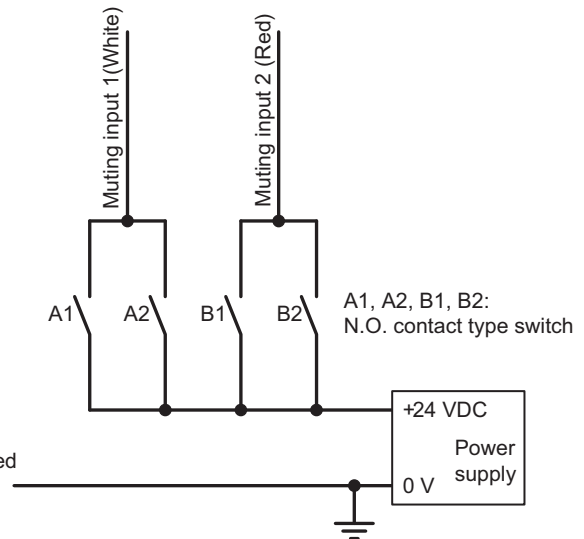 Muting input 1(White)
Muting input 2 (Red)
A1
A2
B1
B2
A1, A2, B1, B2:
N.O. contact type switch
+24 VDC
Power
supply
0 V